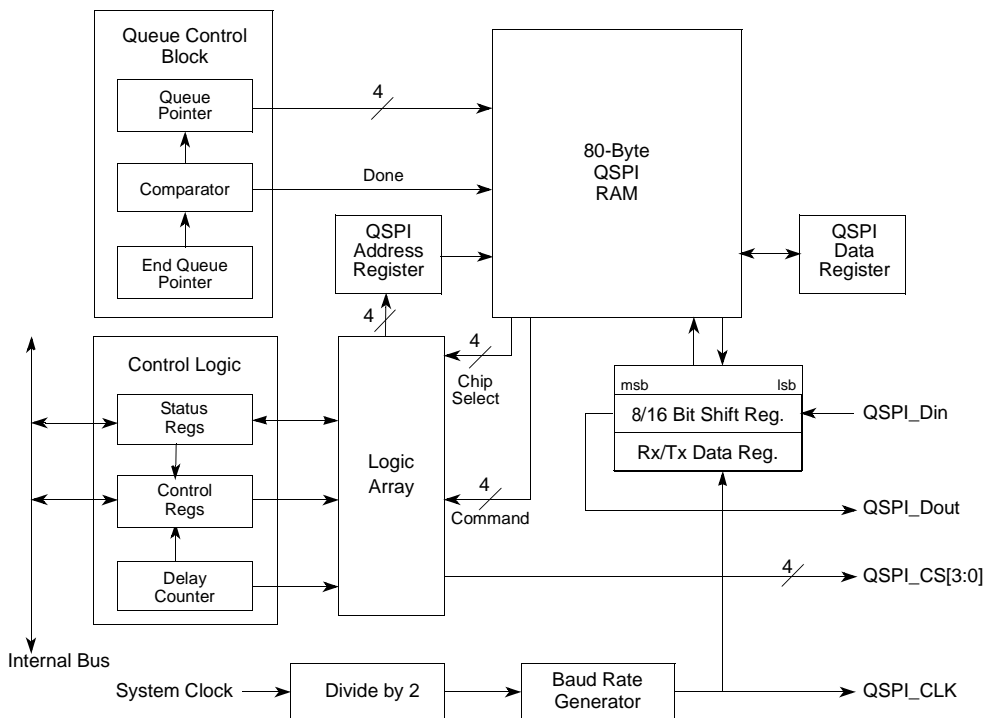 Queue Control
Block
Queue
Pointer
4
Comparator
Done
End Queue
Pointer
80-Byte
QSPI
RAM
QSPI
Address
Register
QSPI
Data
Register
4
Control Logic
Status
Regs
Control
Regs
Delay
Counter
Logic
Array
4
Chip
Select
4
Command
msb
lsb
8/16 Bit Shift Reg.
Rx/Tx Data Reg.
QSPI_Din
QSPI_Dout
4
QSPI_CS[3:0]
Internal Bus
System Clock
Divide by 2
Baud Rate
Generator
QSPI_CLK